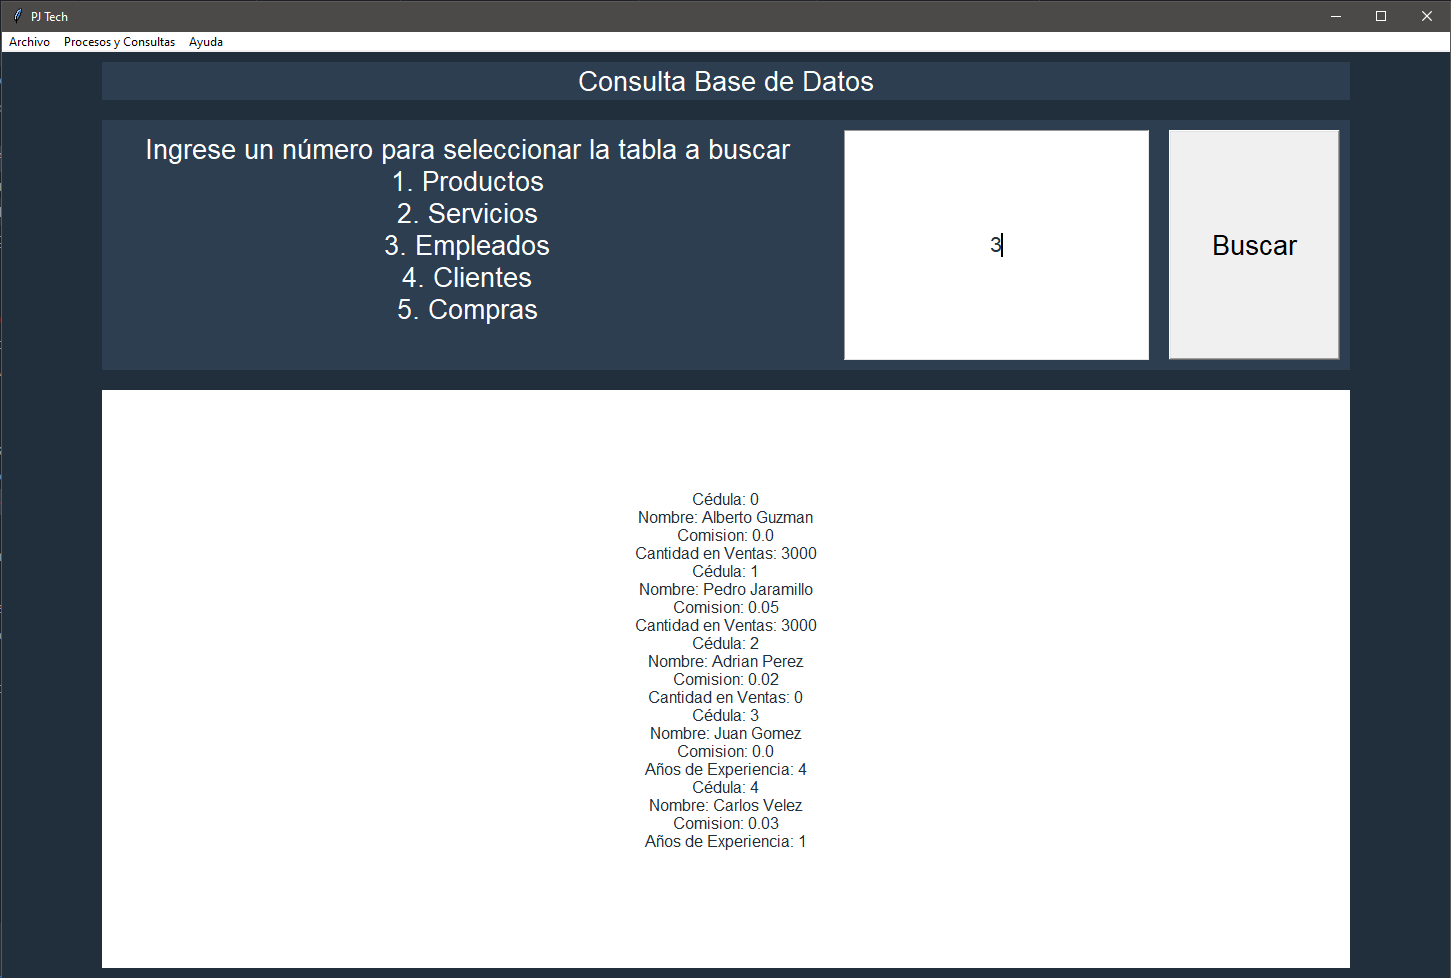 PJ Tech
Archivo Procesos y Consultas Ayuda
Consulta Base de Datos
Ingrese un número para seleccionar la tabla a buscar
1. Productos
2. Servicios
3. Empleados
4. Clientes
5. Compras
3
Buscar
Cédula: 0
Nombre: Alberto Guzman
Comision: 0.0
Cantidad en Ventas: 3000
Cédula: 1
Nombre: Pedro Jaramillo
Comision: 0.05
Cantidad en Ventas: 3000
Cédula: 2
Nombre: Adrian Perez
Comision: 0.02
Cantidad en Ventas: 0
Cédula: 3
Nombre: Juan Gomez
Comision: 0.0
Años de Experiencia: 4
Cédula: 4
Nombre: Carlos Velez
Comision: 0.03
Años de Experiencia: 1